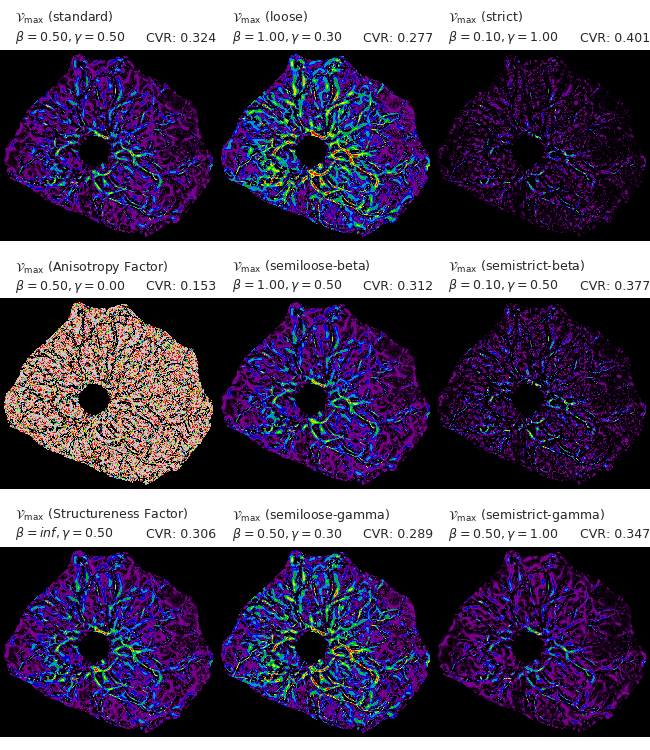 𝒱max (standard)
β = 0.50, γ = 0.50 CVR: 0.324
𝒱max (loose)
β = 1.00, γ = 0.30 CVR: 0.277
𝒱max (strict)
β = 0.10, γ = 1.00 CVR: 0.401
𝒱max (Anisotropy Factor)
β = 0.50, γ = 0.00 CVR: 0.153
𝒱max (semiloose-beta)
β = 1.00, γ = 0.50 CVR: 0.312
𝒱max (semistrict-beta)
β = 0.10, γ = 0.50 CVR: 0.377
𝒱max (Structureness Factor)
β = inf, γ = 0.50 CVR: 0.306
𝒱max (semiloose-gamma)
β = 0.50, γ = 0.30 CVR: 0.289
𝒱max (semistrict-gamma)
β = 0.50, γ = 1.00 CVR: 0.347